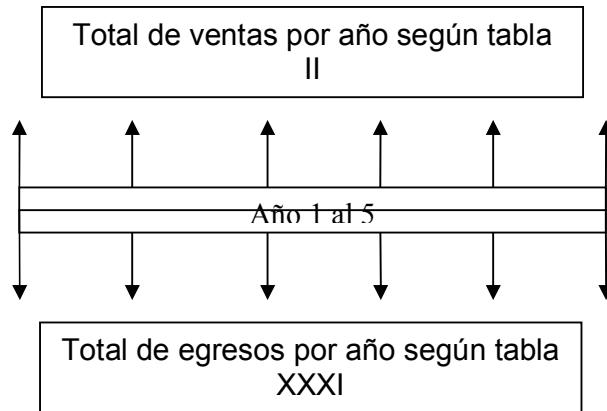 Total de ventas por año según tabla
II
Año 1 al 5
Total de egresos por año según tabla
XXXI